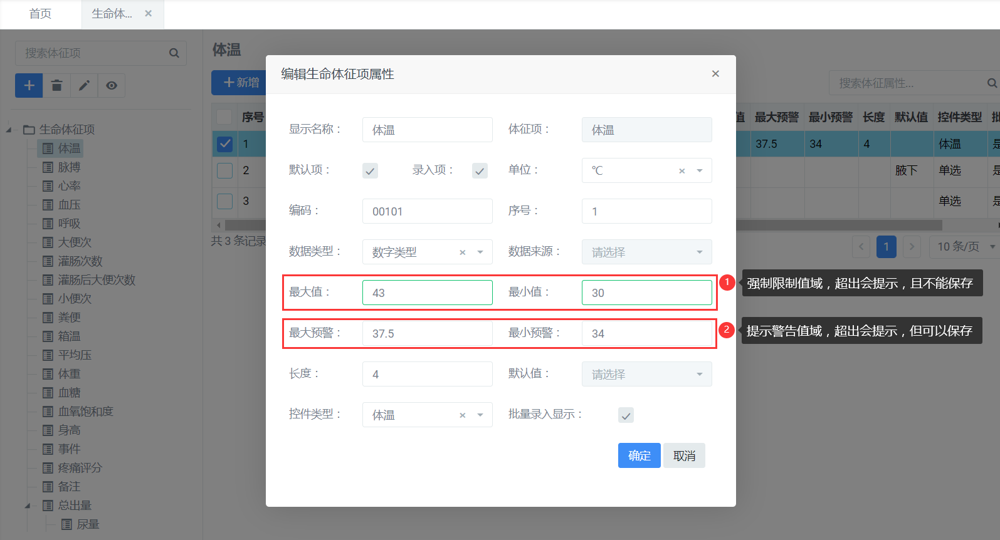 首页
生命体...
搜索体征项
体温
新增
搜索体征属性...
生命体征项
体温
脉搏
心率
血压
呼吸
大便次
灌肠次数
灌肠后大便次数
小便次
粪便
箱温
平均压
体重
血糖
血氧饱和度
身高
事件
疼痛评分
备注
总出量
尿量
序号
值 最大预警 最小预警 长度 默认值 控件类型 批
1 37.5 34 4 体温 是
2 腋下 单选 是
3 单选 是
共 3 条记录
1
10 条/页
编辑生命体征项属性
显示名称： 体温 体征项： 体温
默认项： 录入项： 单位： ℃
编码： 00101 序号： 1
数据类型： 数字类型 数据来源： 请选择
最大值： 43 最小值： 30
1 强制限制值域，超出会提示，且不能保存
最大预警： 37.5 最小预警： 34
2 提示警告值域，超出会提示，但可以保存
长度： 4 默认值： 请选择
控件类型： 体温 批量录入显示：
确定 取消